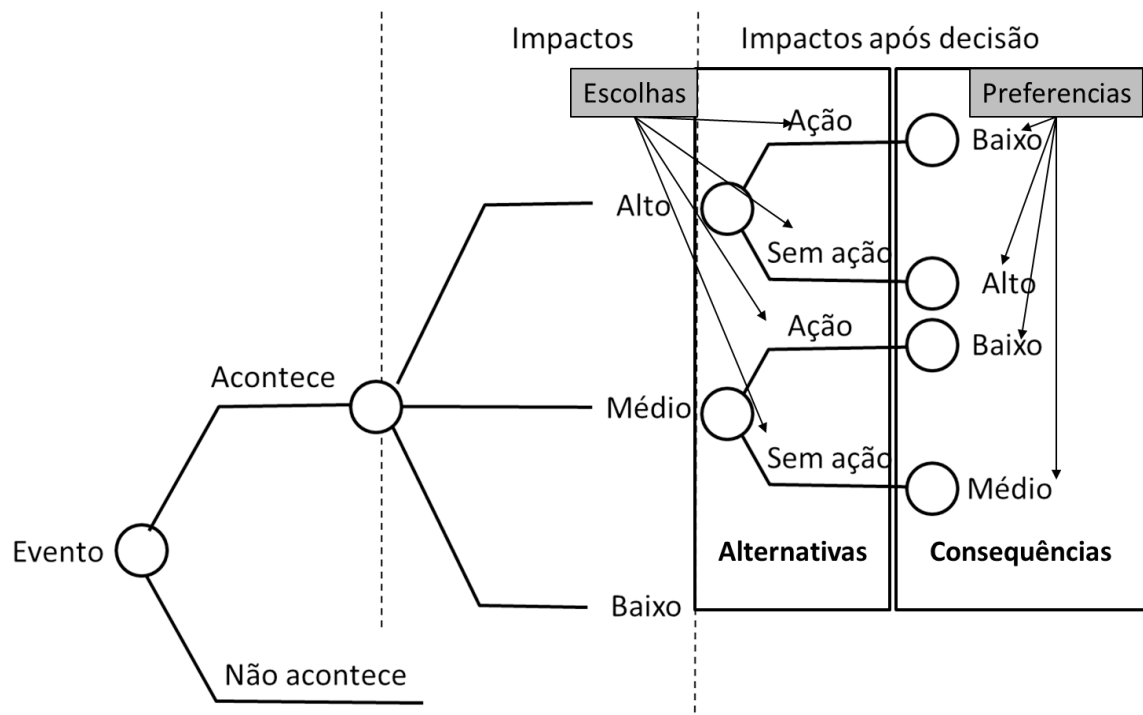 Impactos
Impactos após decisão
Escolhas
Preferencias
Ação
Baixo
Alto
Sem ação
Alto
Ação
Baixo
Acontece
Médio
Sem ação
Médio
Evento
Alternativas
Consequências
Baixo
Não acontece